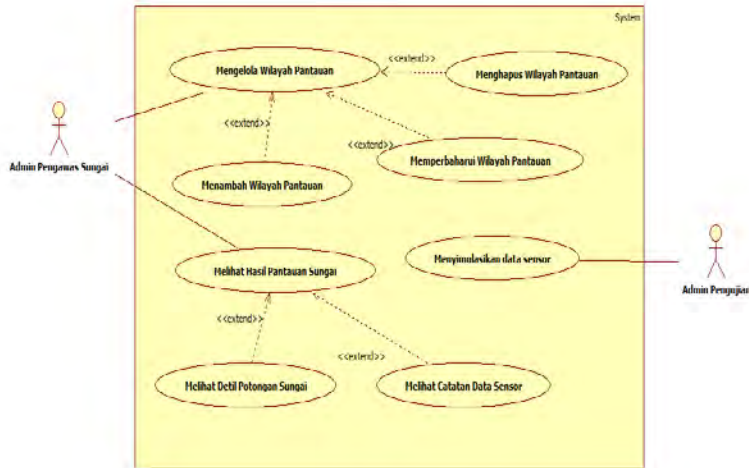 System
Mengelola Wilayah Pantauan
<<extend>>
Menghapus Wilayah Pantauan
<<extend>>
<<extend>>
Memperbaharui Wilayah Pantauan
Admin Pengawas Sungai
Menambah Wilayah Pantauan
Menyimulasikan data sensor
Melihat Hasil Pantauan Sungai
Admin Pengujian
<<extend>>
<<extend>>
Melihat Detil Potongan Sungai
Melihat Catatan Data Sensor